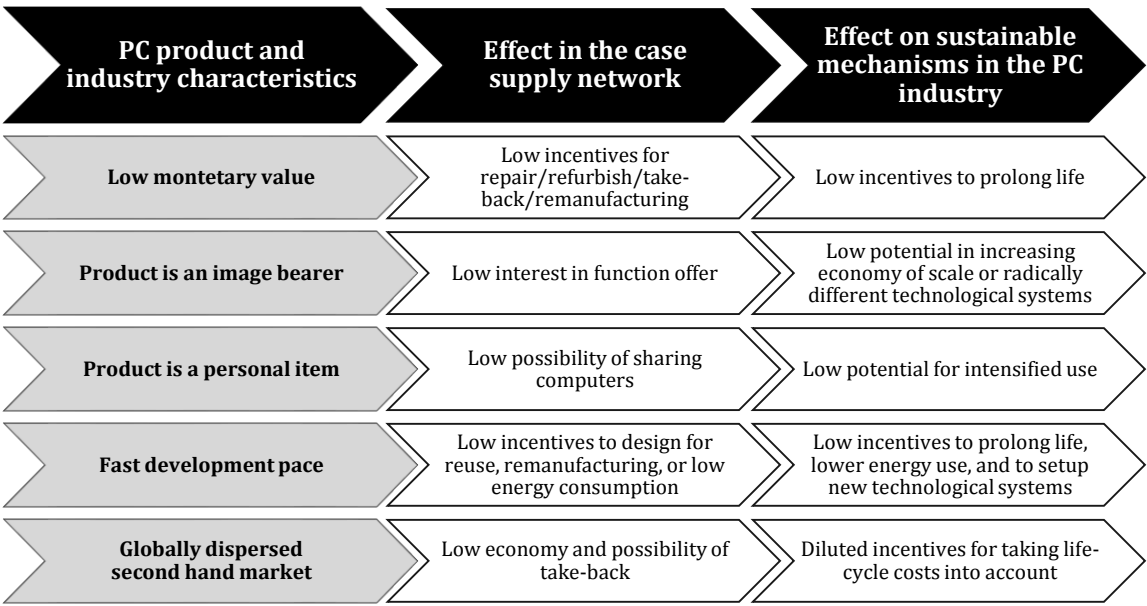 PC product and
industry characteristics
Effect in the case
supply network
Effect on sustainable
mechanisms in the PC
industry
Low montetary value
Low incentives for
repair/refurbish/take-
back/remanufacturing
Low incentives to prolong life
Product is an image bearer
Low interest in function offer
Low potential in increasing
economy of scale or radically
different technological systems
Product is a personal item
Low possibility of sharing
computers
Low potential for intensified use
Fast development pace
Low incentives to design for
reuse, remanufacturing, or low
energy consumption
Low incentives to prolong life,
lower energy use, and to setup
new technological systems
Globally dispersed
second hand market
Low economy and possibility of
take-back
Diluted incentives for taking life-
cycle costs into account